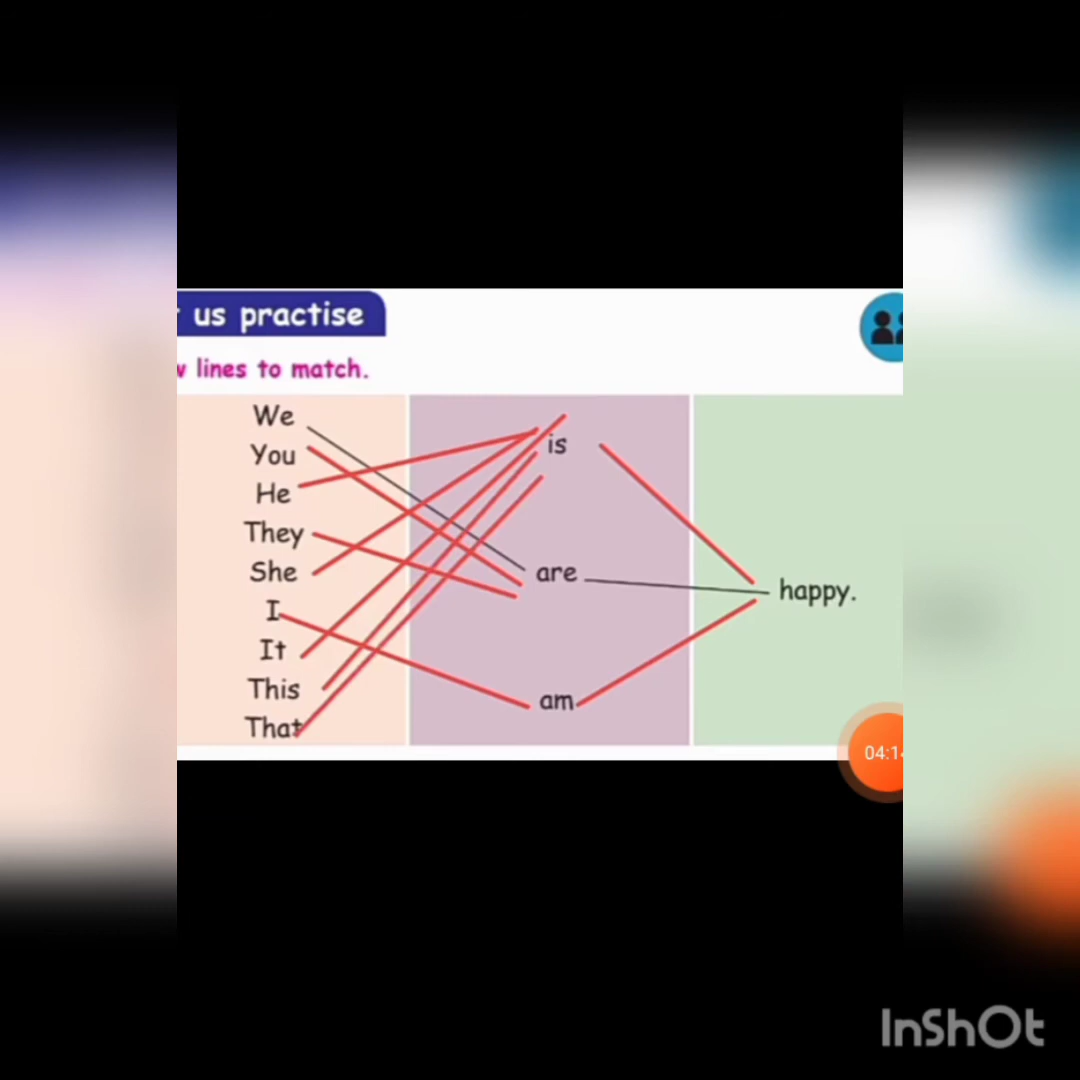 us practise
lines to match.
We
You
He
They
She
I
It
This
That
is
are
am
happy.
04:1
InShOt